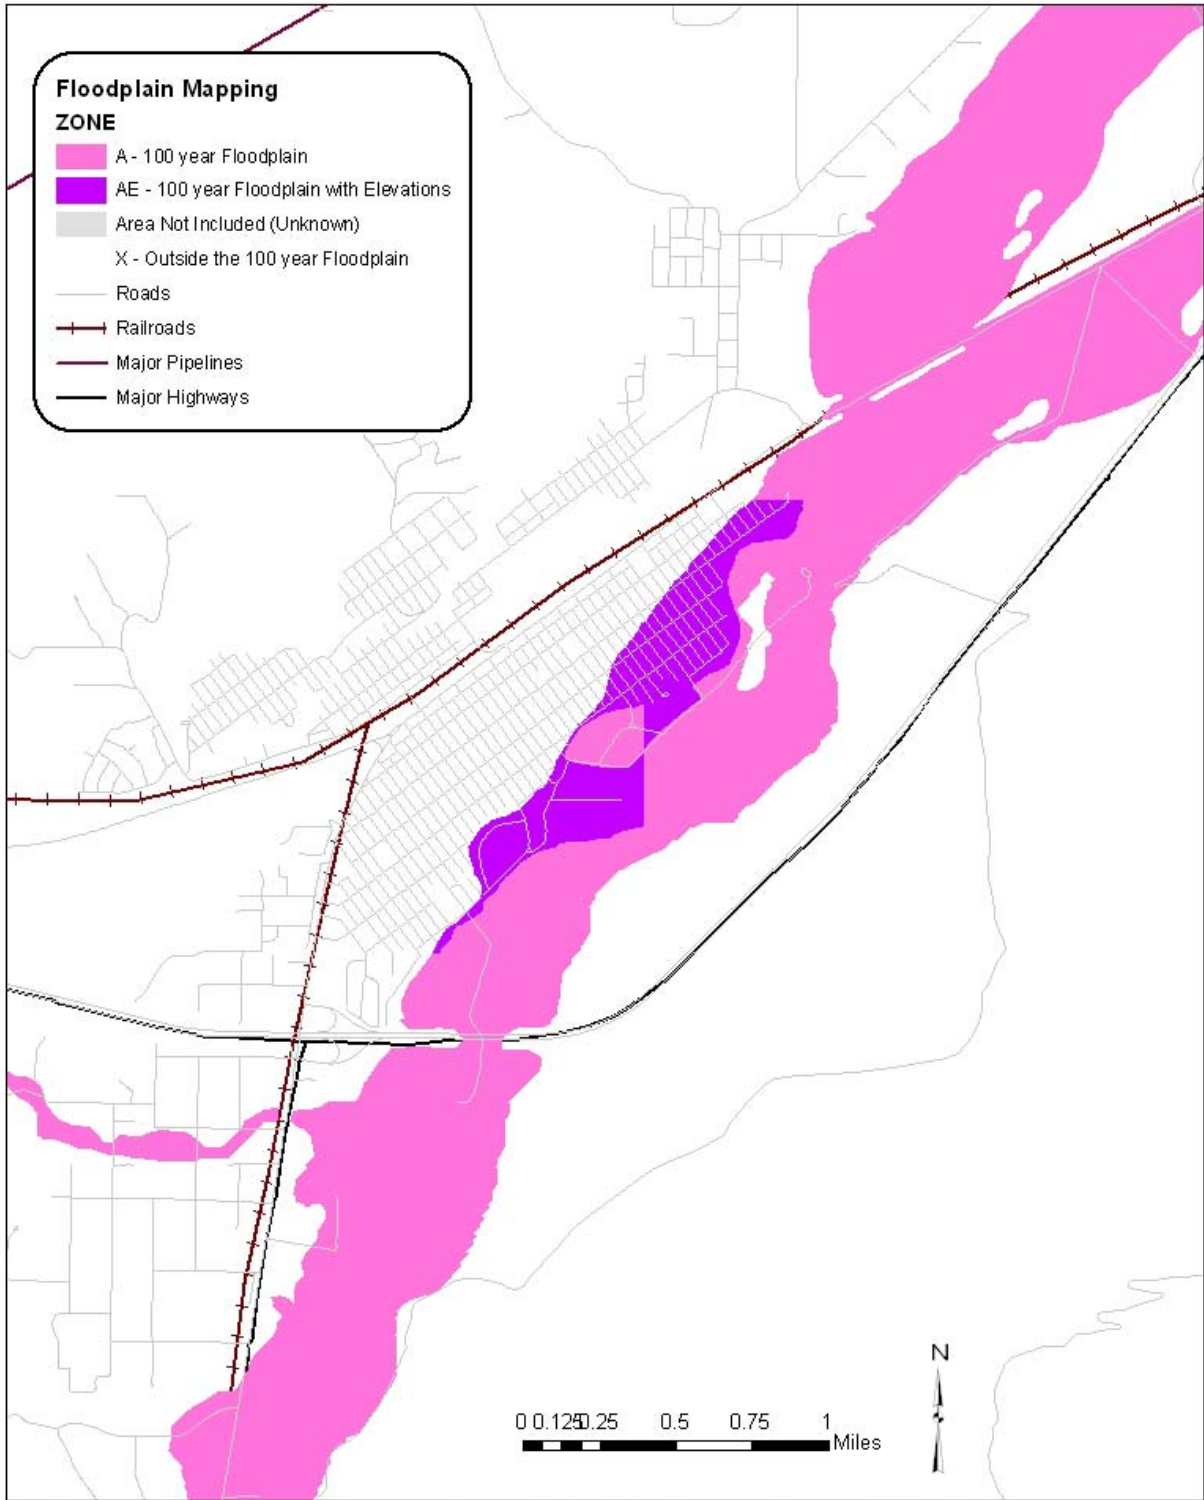 Floodplain Mapping
ZONE
A - 100 year Floodplain
AE - 100 year Floodplain with Elevations
Area Not Included (Unknown)
X - Outside the 100 year Floodplain
Roads
Railroads
Major Pipelines
Major Highways
N
0 0.125 0.25 0.5 0.75 1
Miles